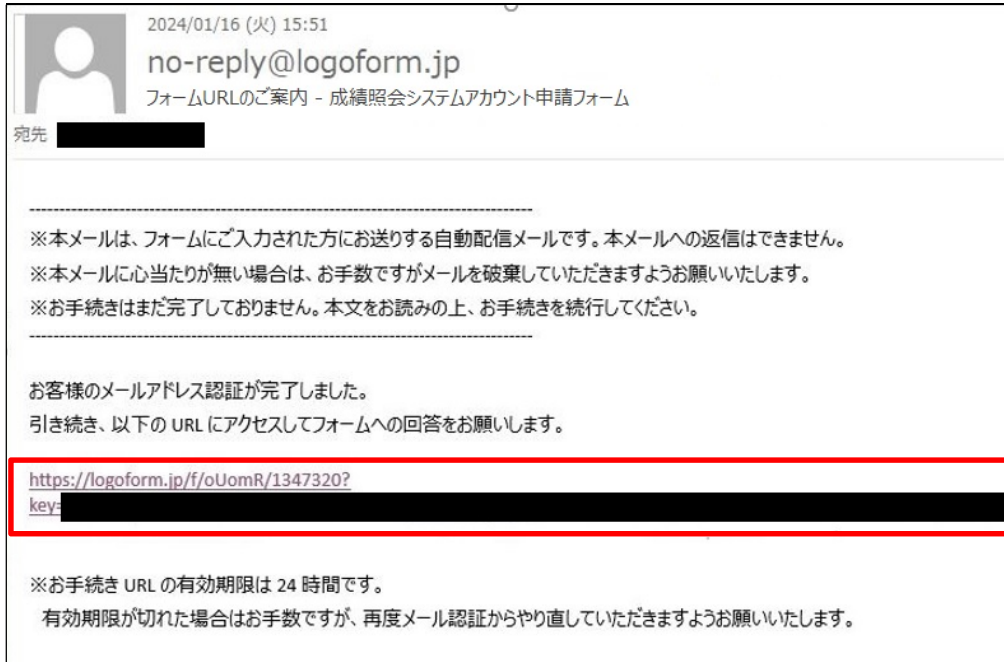 2024/01/16 (火) 15:51
no-reply@logoform.jp
フォームURLのご案内 - 成績照会システムアカウント申請フォーム
宛先
------------------------------------------------------------------------------------
※本メールは、フォームにご入力された方にお送りする自動配信メールです。本メールへの返信はできません。
※本メールに心当たりが無い場合は、お手数ですがメールを破棄していただきますようお願いいたします。
※お手続きはまだ完了しておりません。本文をお読みの上、お手続きを続行してください。
------------------------------------------------------------------------------------
お客様のメールアドレス認証が完了しました。
引き続き、以下の URL にアクセスしてフォームへの回答をお願いします。
https://logoform.jp/f/oUomR/1347320?
key=
※お手続き URL の有効期限は 24 時間です。
有効期限が切れた場合はお手数ですが、再度メール認証からやり直していただきますようお願いいたします。